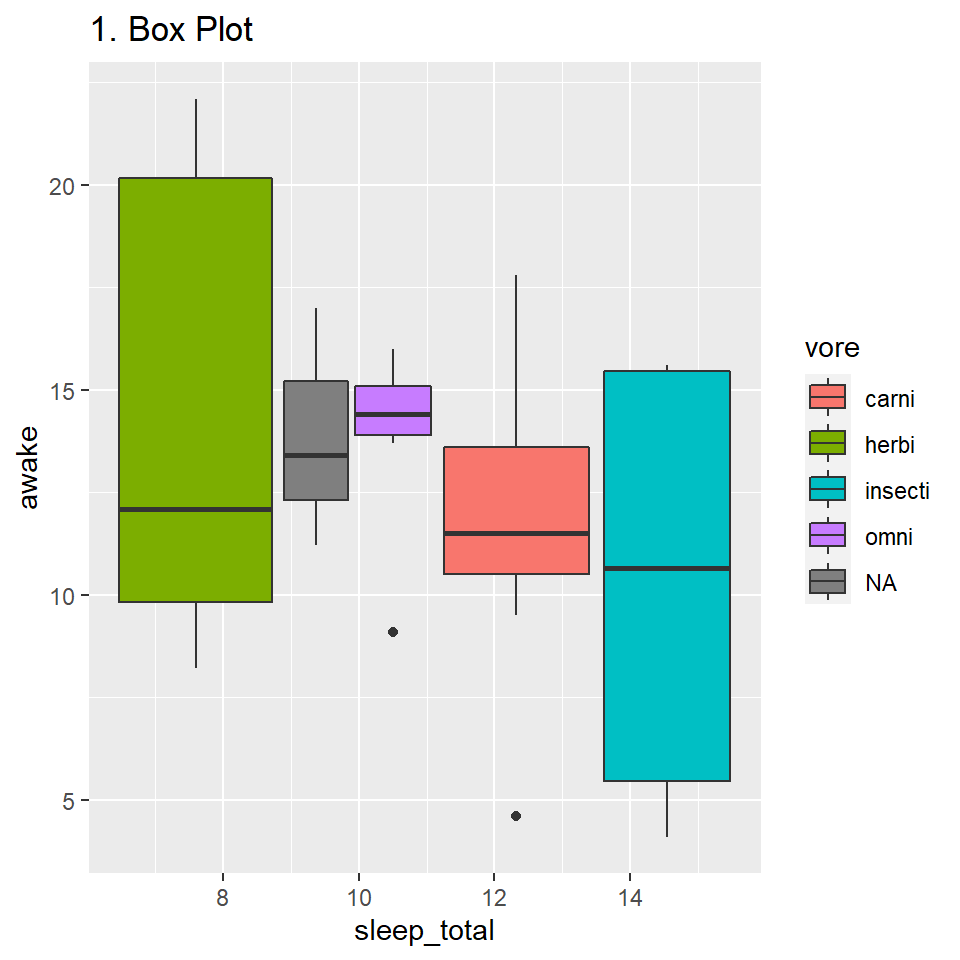 1. Box Plot
20
15
10
5
awake
8 10 12 14
sleep_total
vore
carni
herbi
insecti
omni
NA